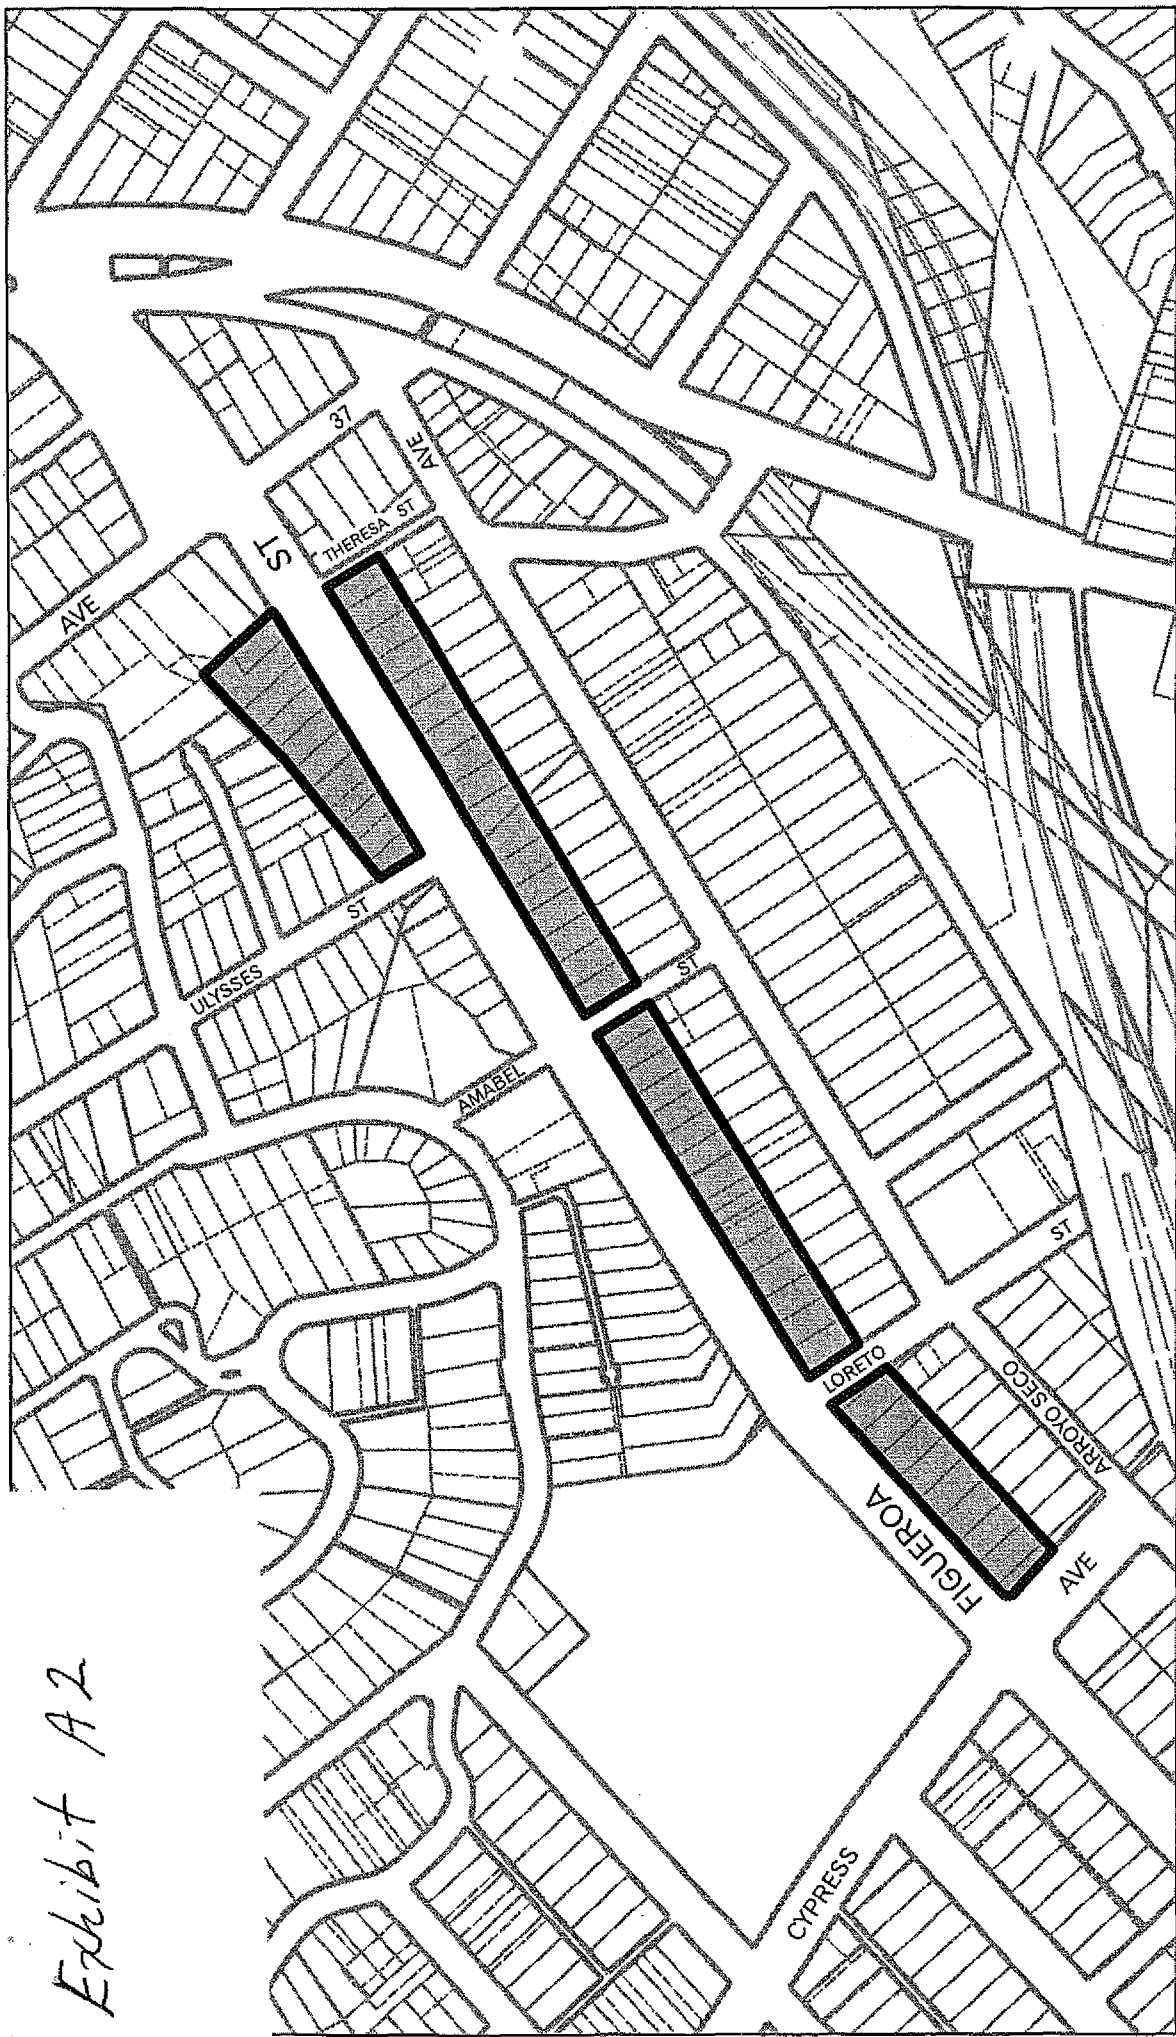 37
AVE
THERESA ST
ST
AVE
ST
ULYSSES
ST
AMABEL
ST
LORETO
ARROYO SECO
FIGUEROA
AVE
CYPRESS
Exhibit A2